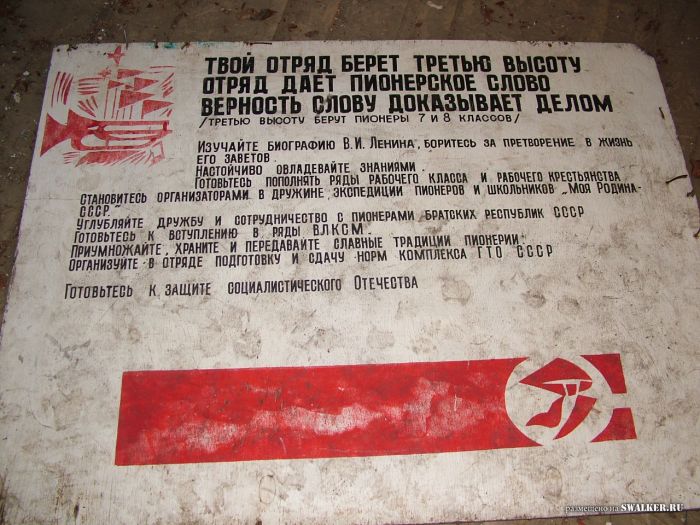 ТВОЙ ОТРЯД БЕРЕТ ТРЕТЬЮ ВЫСОТУ
ОТРЯД ДАЕТ ПИОНЕРСКОЕ СЛОВО
ВЕРНОСТЬ СЛОВУ ДОКАЗЫВАЕТ ДЕЛОМ
/ТРЕТЬЮ ВЫСОТУ БЕРУТ ПИОНЕРЫ 7 И 8 КЛАССОВ/
ИЗУЧАЙТЕ БИОГРАФИЮ В.И. ЛЕНИНА, БОРИТЕСЬ ЗА ПРЕТВОРЕНИЕ В ЖИЗНЬ
ЕГО ЗАВЕТОВ.
НАСТОЙЧИВО ОВЛАДЕВАЙТЕ ЗНАНИЯМИ.
ГОТОВЬТЕСЬ ПОПОЛНЯТЬ РЯДЫ РАБОЧЕГО КЛАССА И РАБОЧЕГО КРЕСТЬЯНСТВА
СТАНОВИТЕСЬ ОРГАНИЗАТОРАМИ В ДРУЖИНЕ, ЭКСПЕДИЦИИ ПИОНЕРОВ И ШКОЛЬНИКОВ „МОЯ РОДИНА-
СССР."
УГЛУБЛЯЙТЕ ДРУЖБУ И СОТРУДНИЧЕСТВО С ПИОНЕРАМИ БРАТСКИХ РЕСПУБЛИК СССР
ГОТОВЬТЕСЬ К ВСТУПЛЕНИЮ В РЯДЫ ВЛКСМ.
ПРИУМНОЖАЙТЕ, ХРАНИТЕ И ПЕРЕДАВАЙТЕ СЛАВНЫЕ ТРАДИЦИИ ПИОНЕРИИ.
ОРГАНИЗУЙТЕ В ОТРЯДЕ ПОДГОТОВКУ И СДАЧУ НОРМ КОМПЛЕКСА ГТО СССР
ГОТОВЬТЕСЬ К ЗАЩИТЕ СОЦИАЛИСТИЧЕСКОГО ОТЕЧЕСТВА
размещено на SWALKER.RU